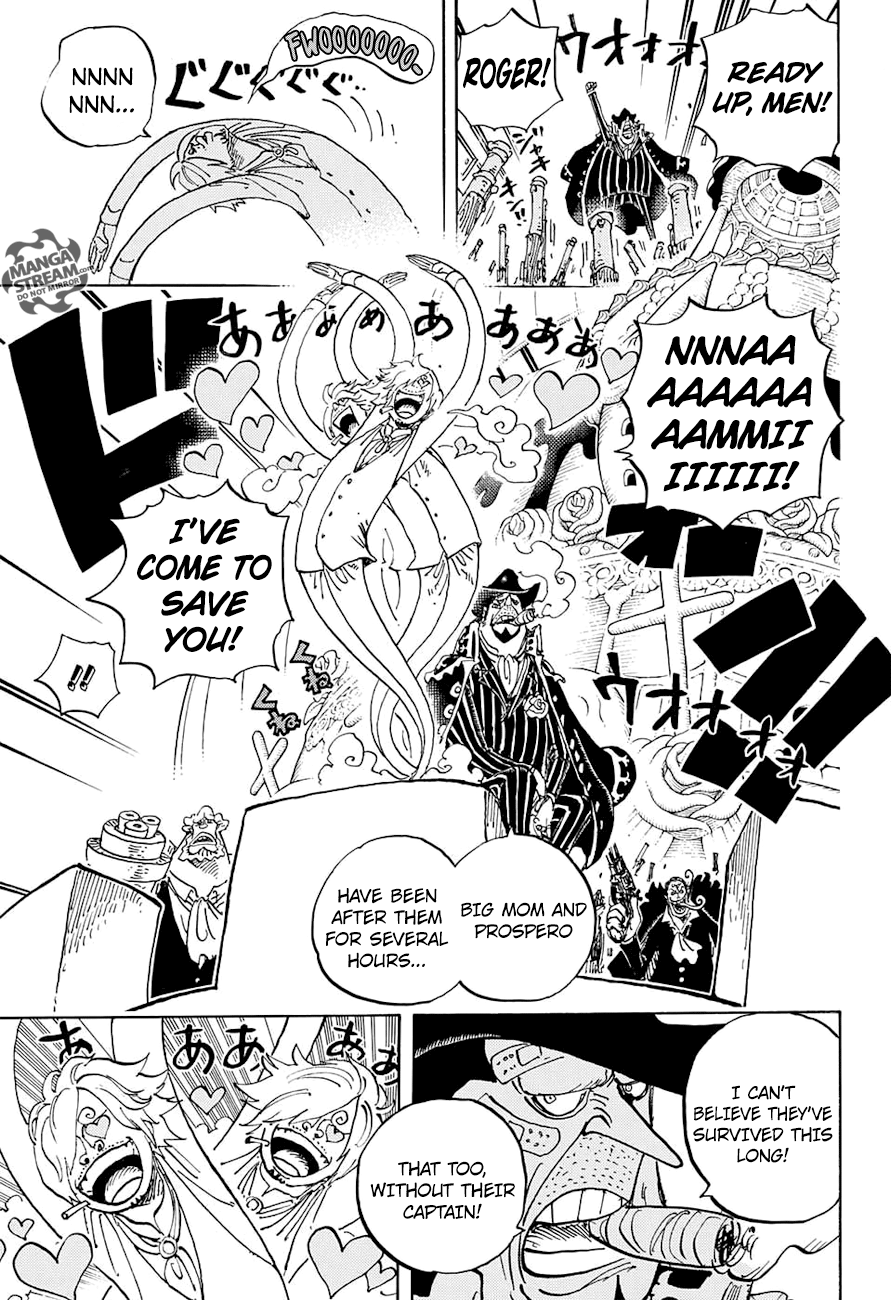 READY
UP, MEN!
ウオオオ
ROGER!
ジャキ
ジャキン
FWOOOOOOO...
NNNN
NNN...
ぐぐぐぐぐ
MANGA
STREAM.com
DO NOT MIRROR!
NNNAA
AAAAAA
AAMMII
IIIIII!
あああああああああ
ドン!!
I'VE
COME TO
SAVE
YOU!
!!
くねくね
ウオオオオオ
BIG MOM AND
PROSPERO
HAVE BEEN
AFTER THEM
FOR SEVERAL
HOURS...
I CAN'T
BELIEVE THEY'VE
SURVIVED THIS
LONG!
THAT TOO,
WITHOUT THEIR
CAPTAIN!
ああああ